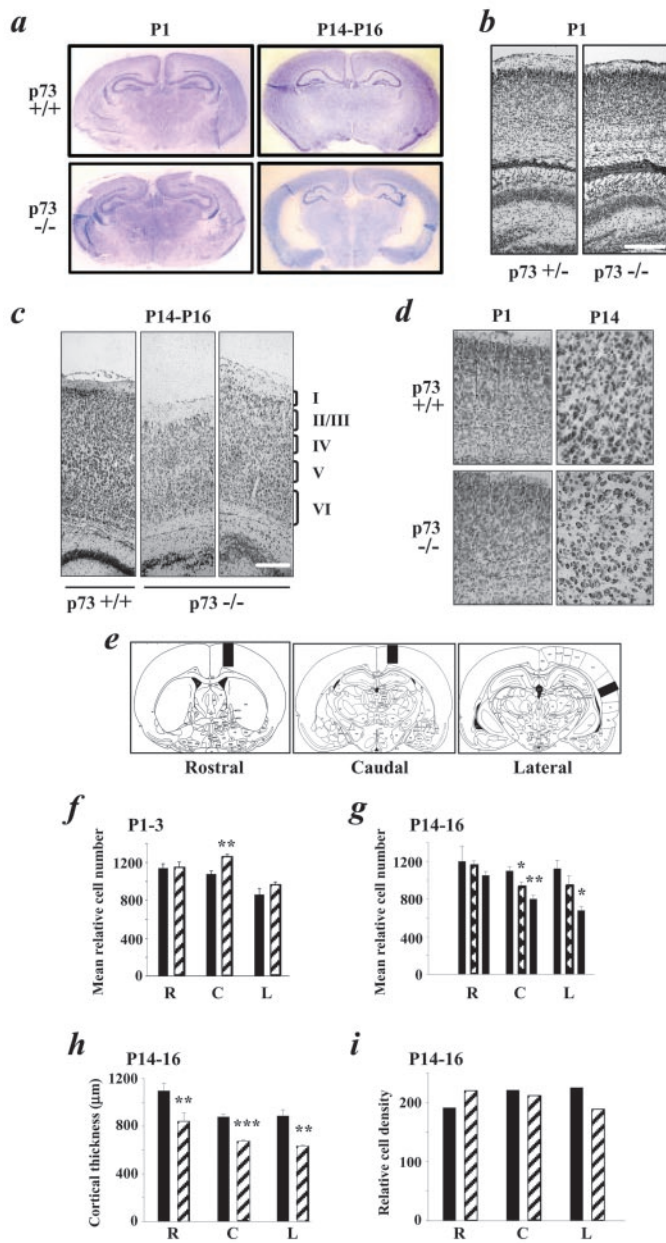 a
P1
P14-P16
p73
+/+
p73
-/-
b
P1
p73 +/-
p73 -/-
c
P14-P16
I
II/III
IV
V
VI
p73 +/+
p73 -/-
d
P1
P14
p73
+/+
p73
-/-
e
Rostral
Caudal
Lateral
f
P1-3
Mean relative cell number
1200
800
400
0
**
R
C
L
g
P14-16
Mean relative cell number
1200
800
400
0
*
**
*
R
C
L
h
P14-16
Cortical thickness (μm)
1200
800
400
0
**
***
**
R
C
L
i
P14-16
Relative cell density
200
100
0
R
C
L